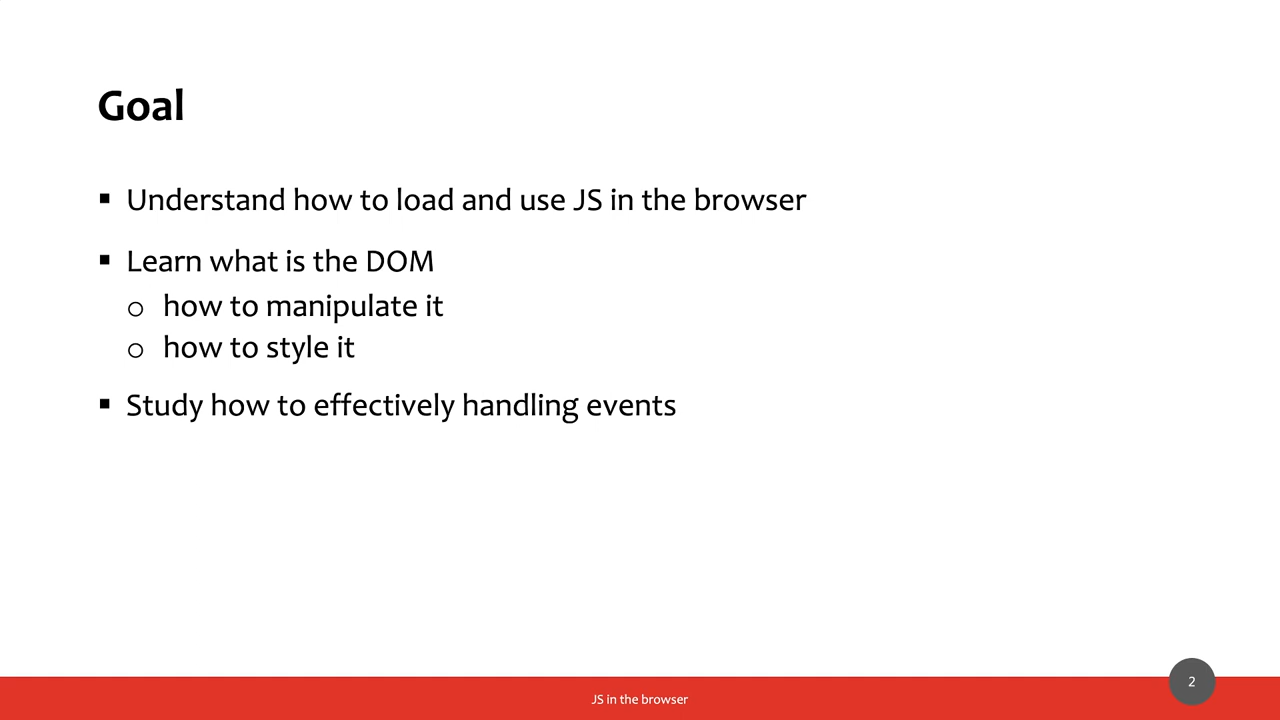 Goal
▪ Understand how to load and use JS in the browser
▪ Learn what is the DOM
o how to manipulate it
o how to style it
▪ Study how to effectively handling events
2
JS in the browser